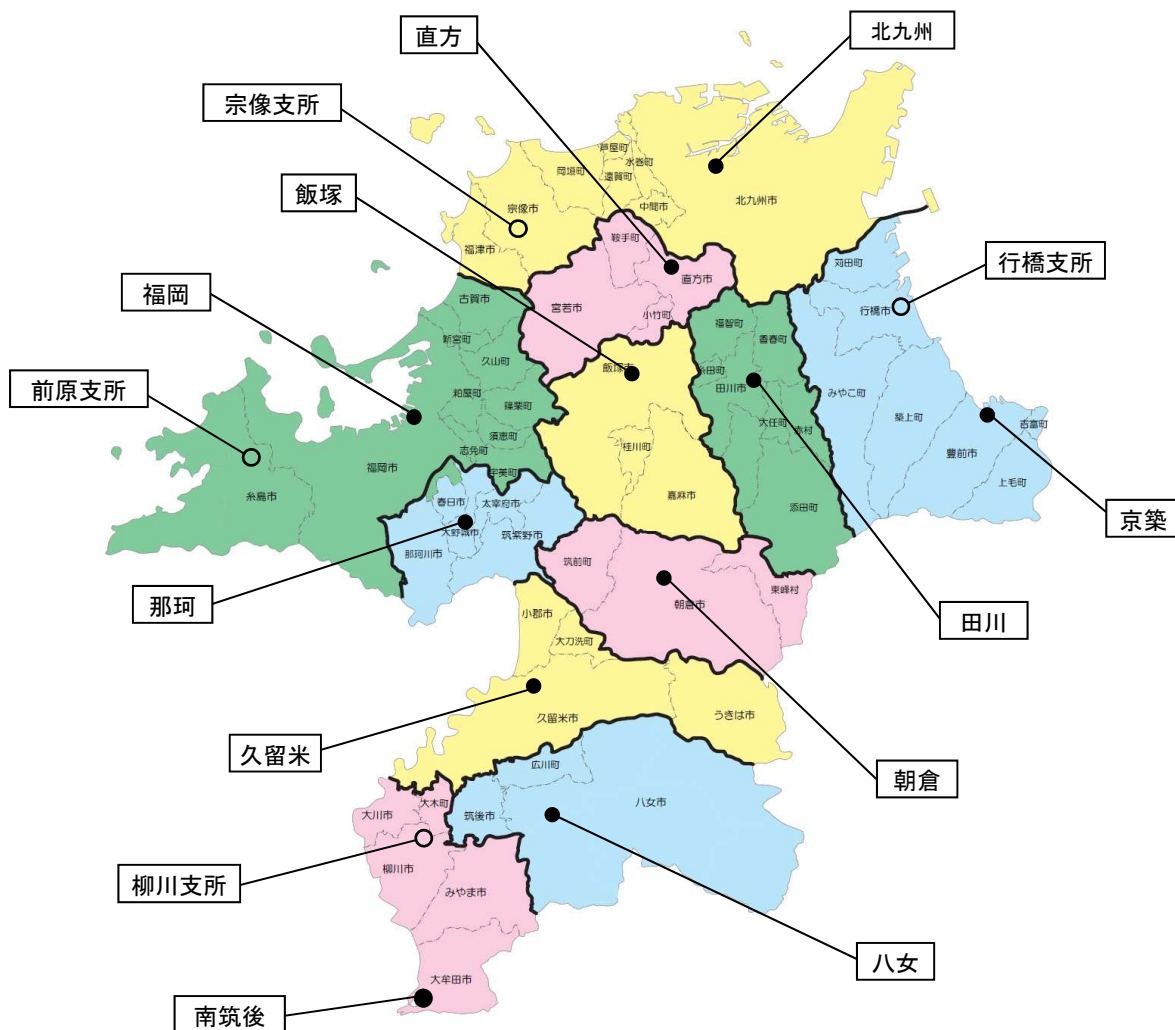 北九州
直方
宗像支所
飯塚
芦屋町
水巻町
岡垣町
遠賀町
北九州市
宗像市
中間市
福津市
鞍手町
直方市
苅田町
行橋支所
福岡
古賀市
宮若市
小竹町
行橋市
新宮町
久山町
福智町
香春町
前原支所
飯塚市
糸田町
田川市
みやこ町
粕屋町
篠栗町
須恵町
志免町
宇美町
大任町
赤村
築上町
吉富町
桂川町
豊前市
上毛町
福岡市
糸島市
嘉麻市
添田町
春日市
太宰府市
大野城市
筑紫野市
那珂川市
京築
那珂
筑前町
朝倉市
東峰村
田川
小郡市
大刀洗町
久留米市
うきは市
久留米
朝倉
広川町
八女市
大川市
大木町
筑後市
柳川市
柳川支所
みやま市
八女
大牟田市
南筑後